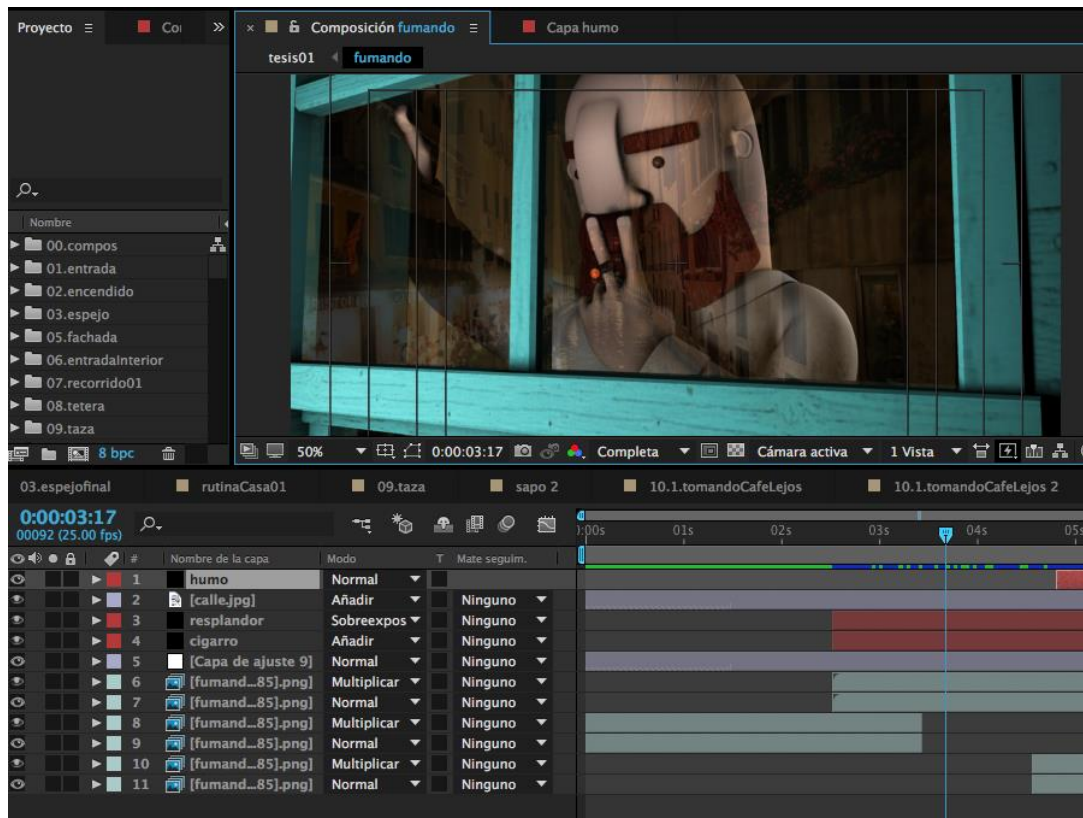 Proyecto
Co
Composición fumando
Capa humo
tesis01
fumando
Nombre
00.compos
01.entrada
02.encendido
03.espejo
05.fachada
06.entradaInterior
07.recorrido01
08.tetera
09.taza
8 bpc
50%
0:00:03:17
Completa
Cámara activa
1 Vista
03.espejofinal
rutinaCasa01
09.taza
sapo 2
10.1.tomandoCafeLejos
10.1.tomandoCafeLejos 2
0:00:03:17
00092 (25.00 fps)
):00s 01s 02s 03s 04s 05s
# Nombre de la capa Modo T Mate seguim.
1 humo Normal
2 [calle.jpg] Añadir Ninguno
3 resplandor Sobreexpos Ninguno
4 cigarro Añadir Ninguno
5 [Capa de ajuste 9] Normal Ninguno
6 [fumand...85].png] Multiplicar Ninguno
7 [fumand...85].png] Normal Ninguno
8 [fumand...85].png] Multiplicar Ninguno
9 [fumand...85].png] Normal Ninguno
10 [fumand...85].png] Multiplicar Ninguno
11 [fumand...85].png] Normal Ninguno